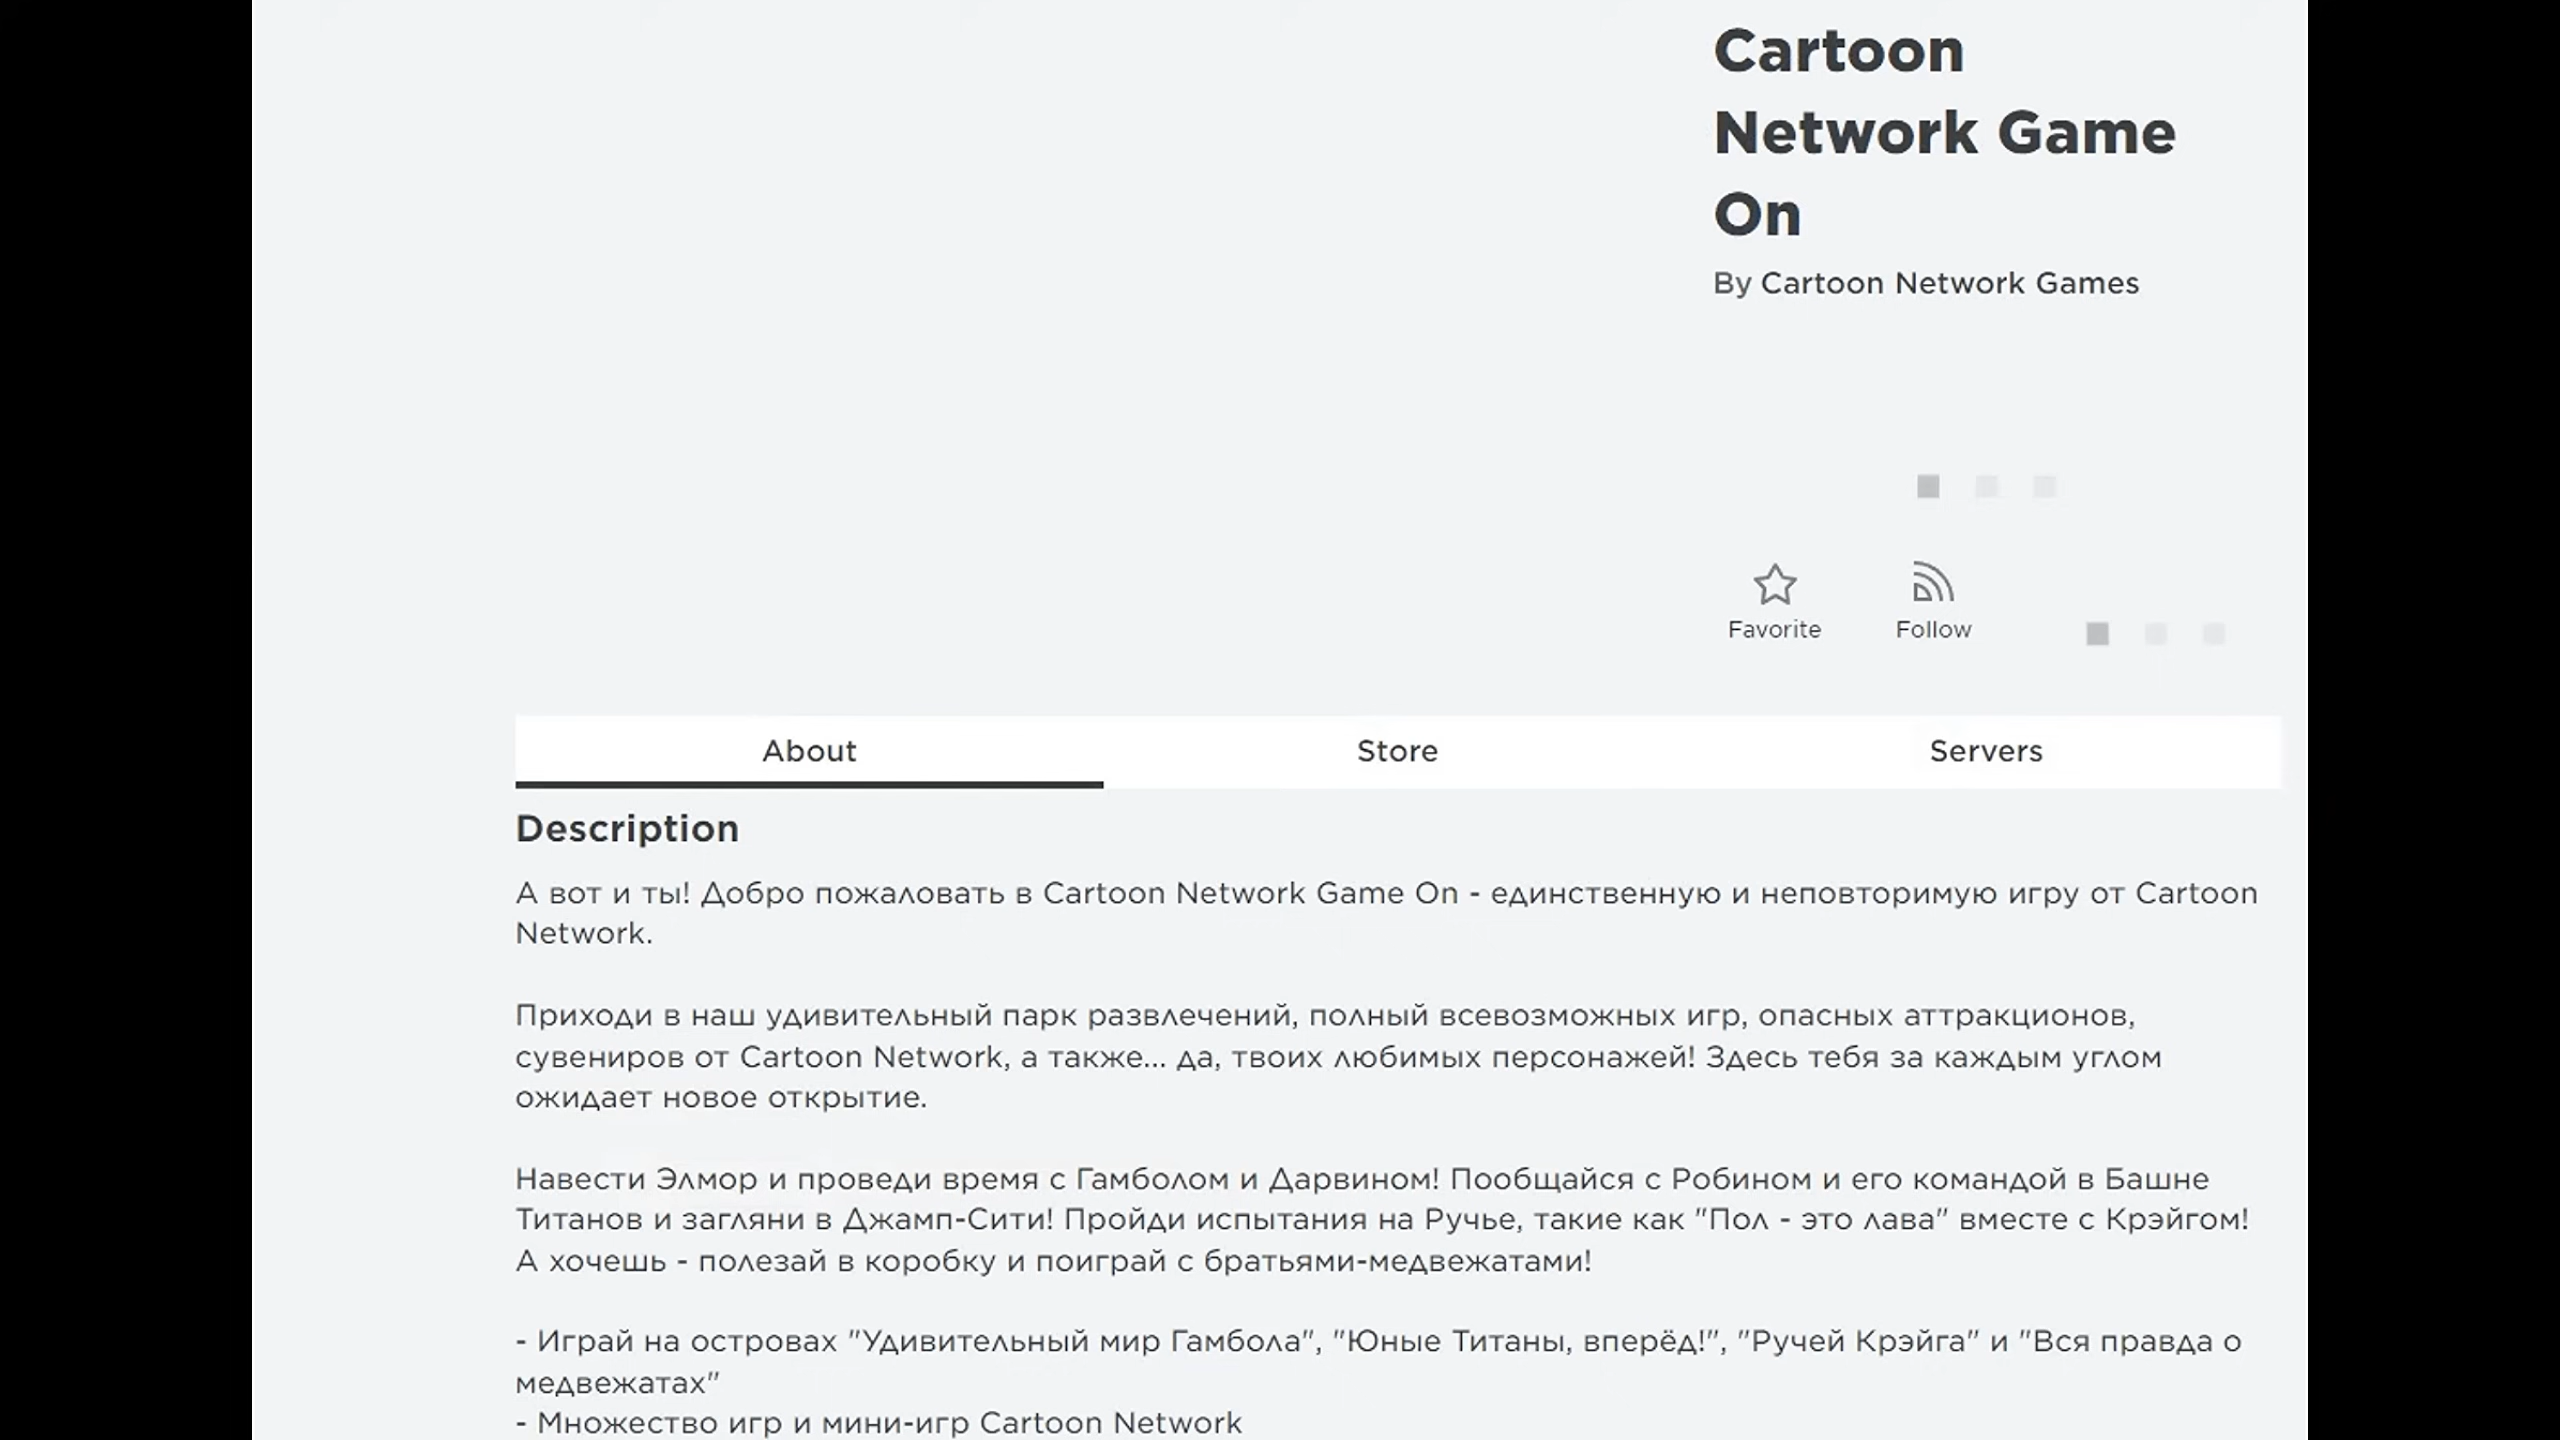 Cartoon
Network Game
On
By Cartoon Network Games
Favorite
Follow
About
Store
Servers
Description
А вот и ты! Добро пожаловать в Cartoon Network Game On - единственную и неповторимую игру от Cartoon
Network.
Приходи в наш удивительный парк развлечений, полный всевозможных игр, опасных аттракционов,
сувениров от Cartoon Network, а также... да, твоих любимых персонажей! Здесь тебя за каждым углом
ожидает новое открытие.
Навести Элмор и проведи время с Гамболом и Дарвином! Пообщайся с Робином и его командой в Башне
Титанов и загляни в Джамп-Сити! Пройди испытания на Ручье, такие как "Пол - это лава" вместе с Крэйгом!
А хочешь - полезай в коробку и поиграй с братьями-медвежатами!
- Играй на островах "Удивительный мир Гамбола", "Юные Титаны, вперёд!", "Ручей Крэйга" и "Вся правда о
медвежатах"
- Множество игр и мини-игр Cartoon Network